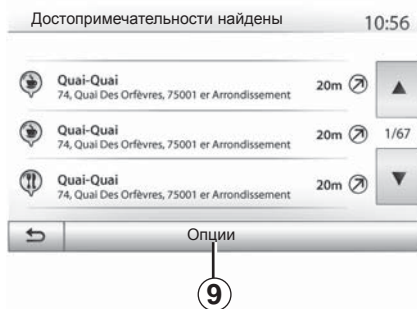 Достопримечательности найдены 10:56
Quai-Quai
74, Quai Des Orfèvres, 75001 er Arrondissement
20m
Quai-Quai
74, Quai Des Orfèvres, 75001 er Arrondissement
20m
1/67
Quai-Quai
74, Quai Des Orfèvres, 75001 er Arrondissement
20m
Опции
9